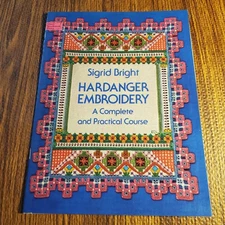 Sigrid Bright
HARDANGER
EMBROIDERY
A Complete
and Practical Course